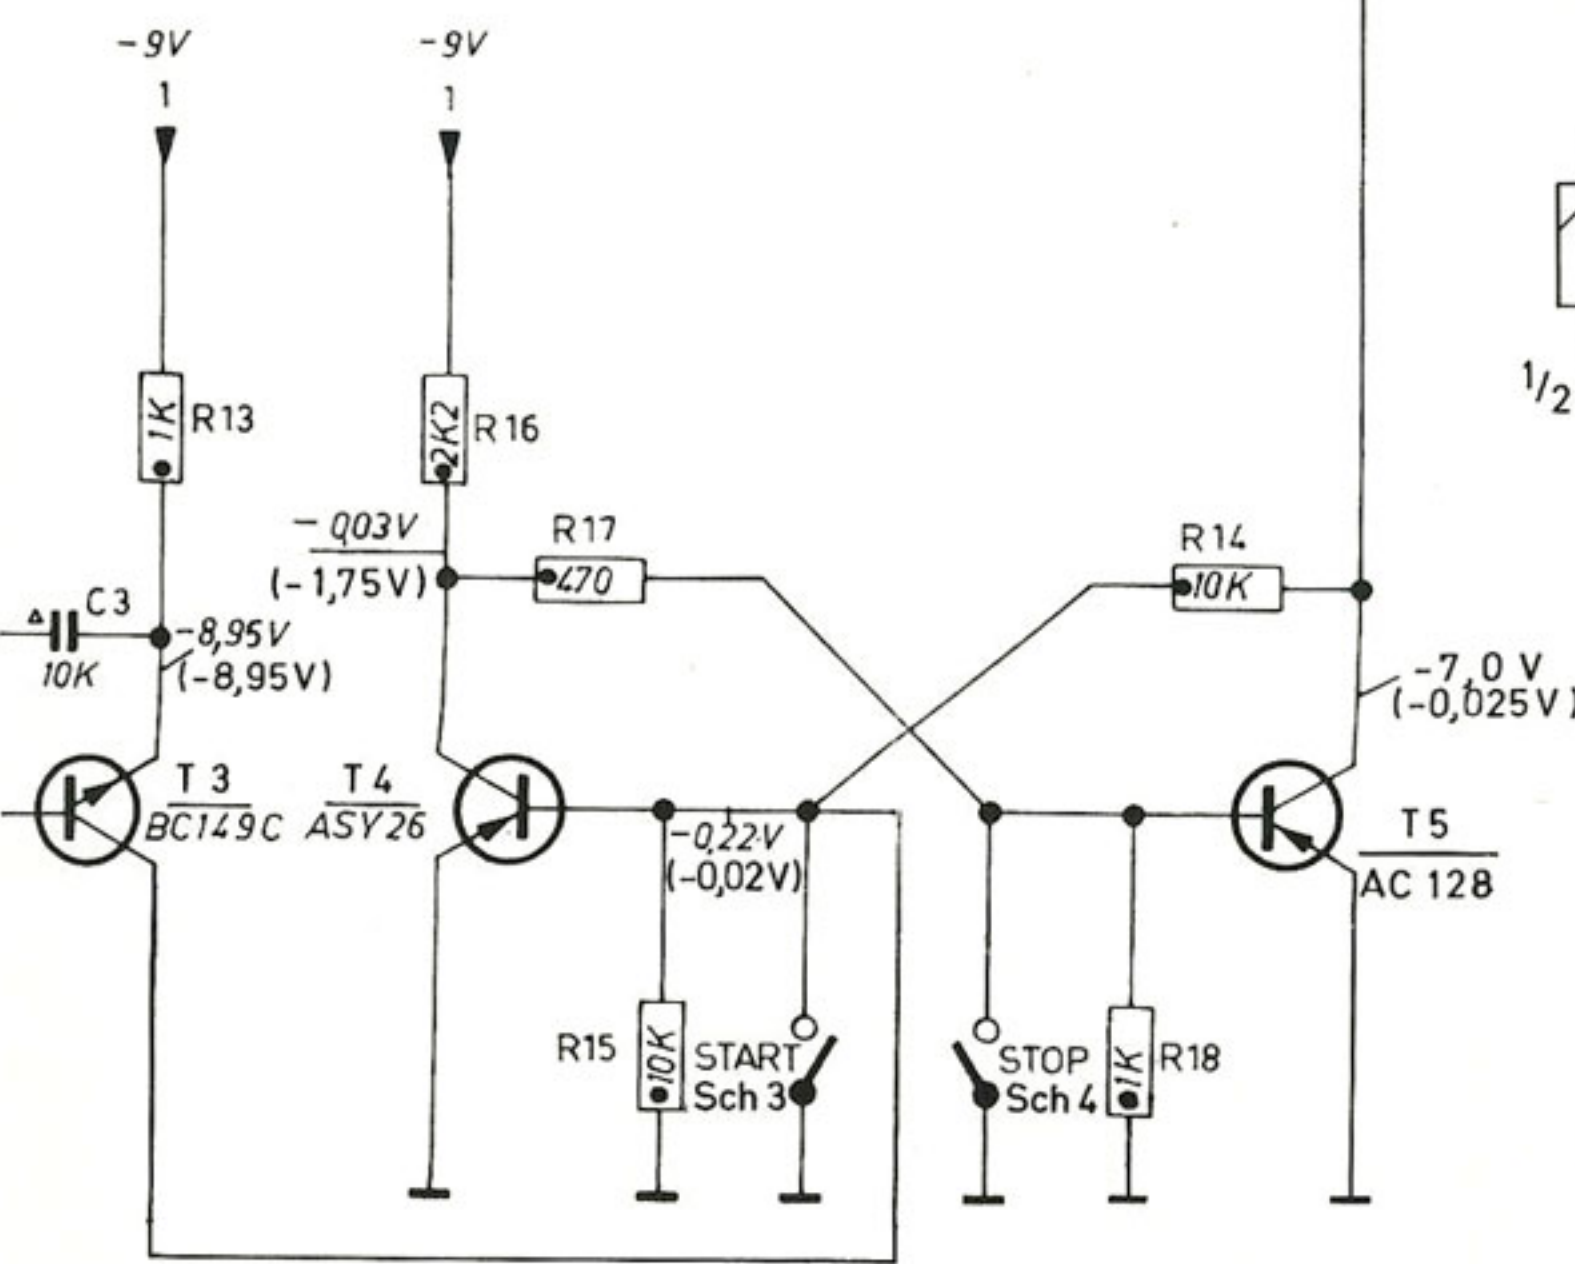 -9V
-9V
1
1
1K
R13
2K2
R16
1/2
-0,03V
(-1,75V)
R17
470
R14
10K
C3
10K
-8,95V
(-8,95V)
-7,0 V
(-0,025V)
T3
BC149C
T4
ASY26
-0,22V
(-0,02V)
T5
AC 128
R15
10K
START
Sch 3
STOP
Sch 4
1K
R18